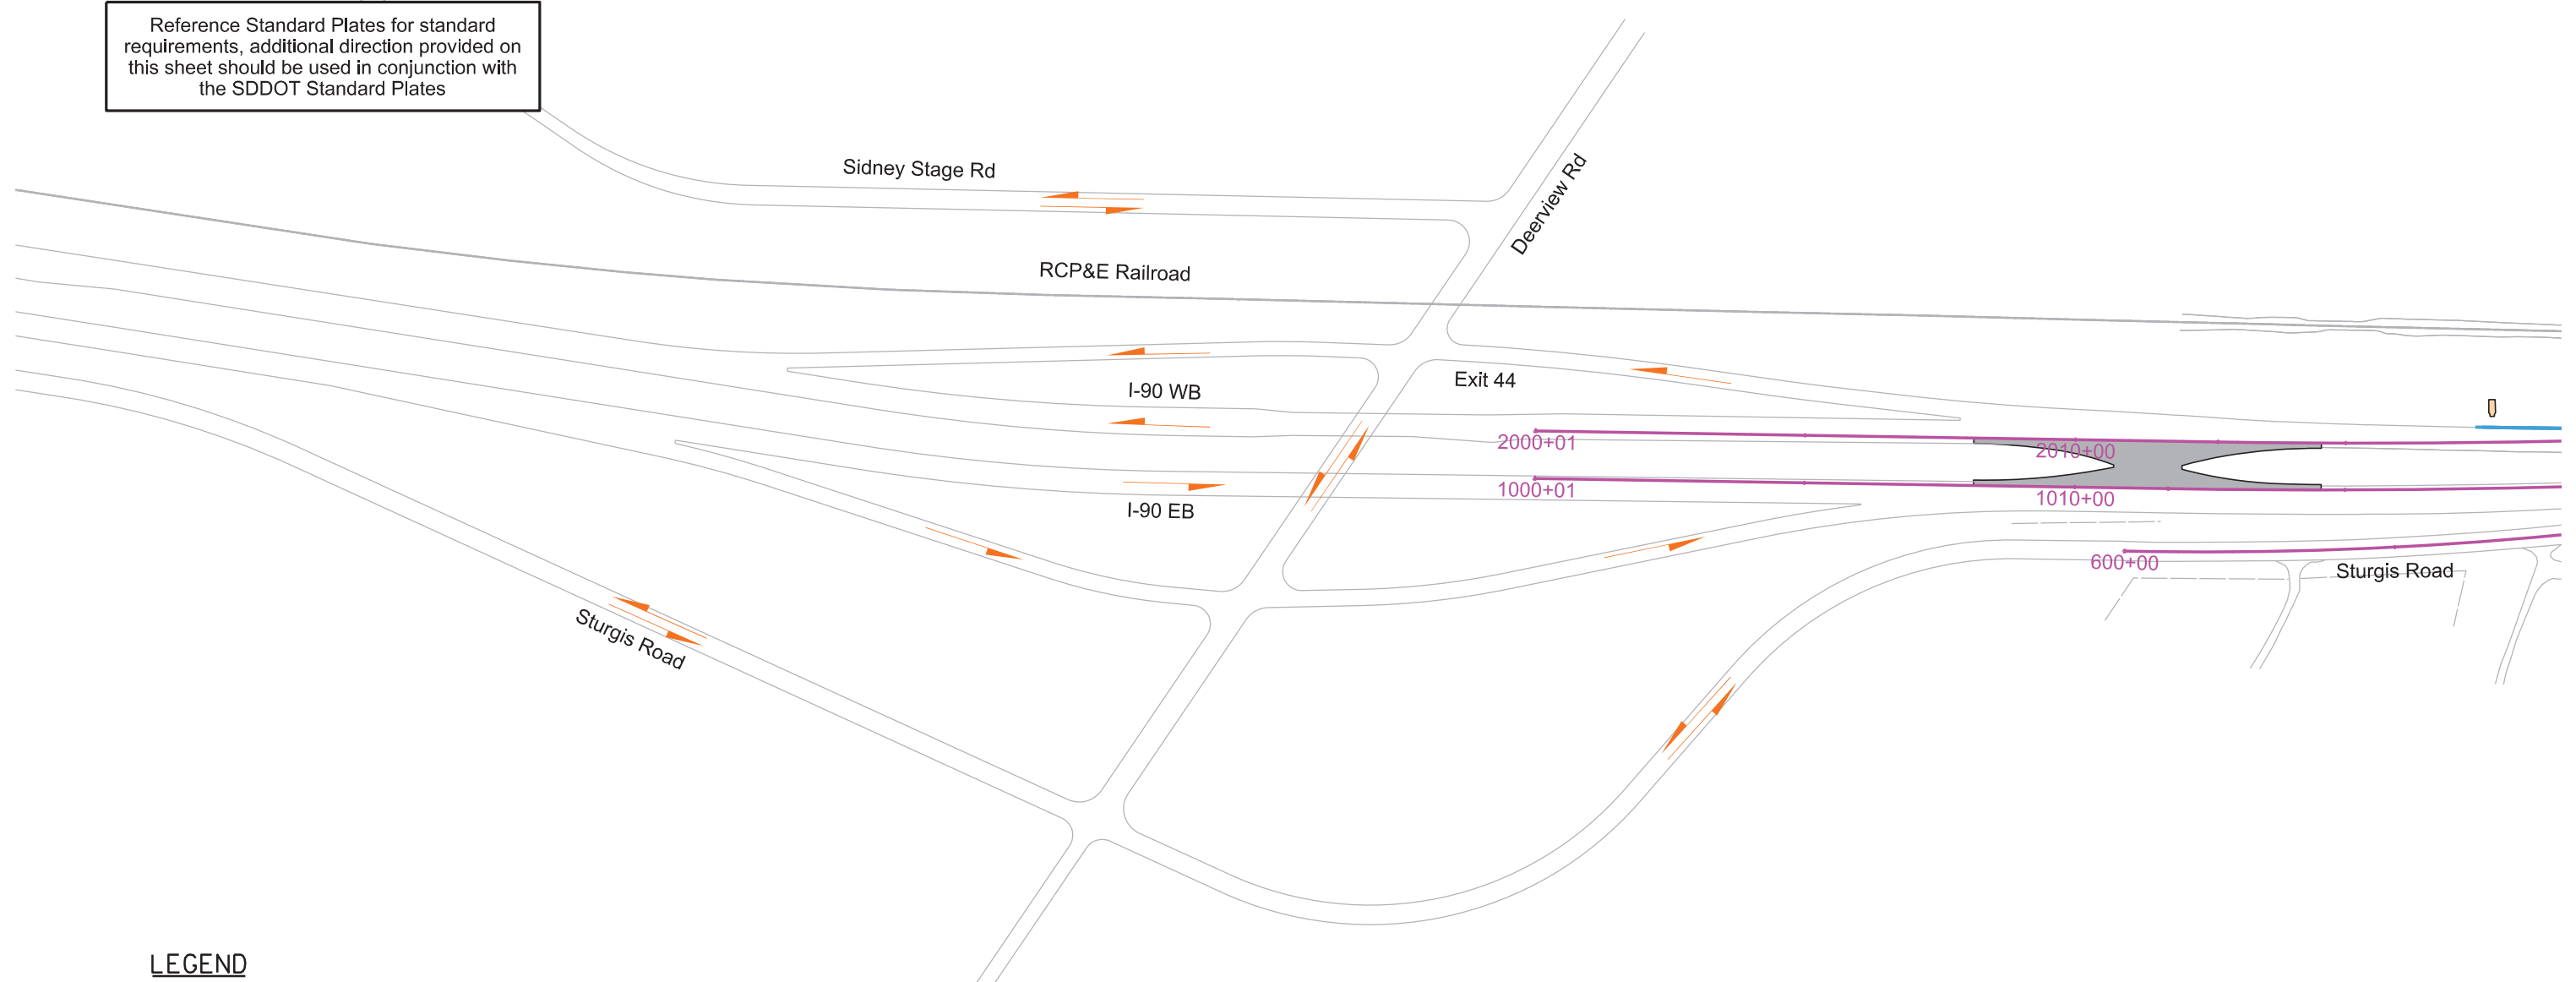 Reference Standard Plates for standard
requirements, additional direction provided on
this sheet should be used in conjunction with
the SDDOT Standard Plates
Sidney Stage Rd
Deerview Rd
RCP&E Railroad
I-90 WB
Exit 44
2000+01
2010+00
1000+01
1010+00
I-90 EB
600+00
Sturgis Road
Sturgis Road
LEGEND